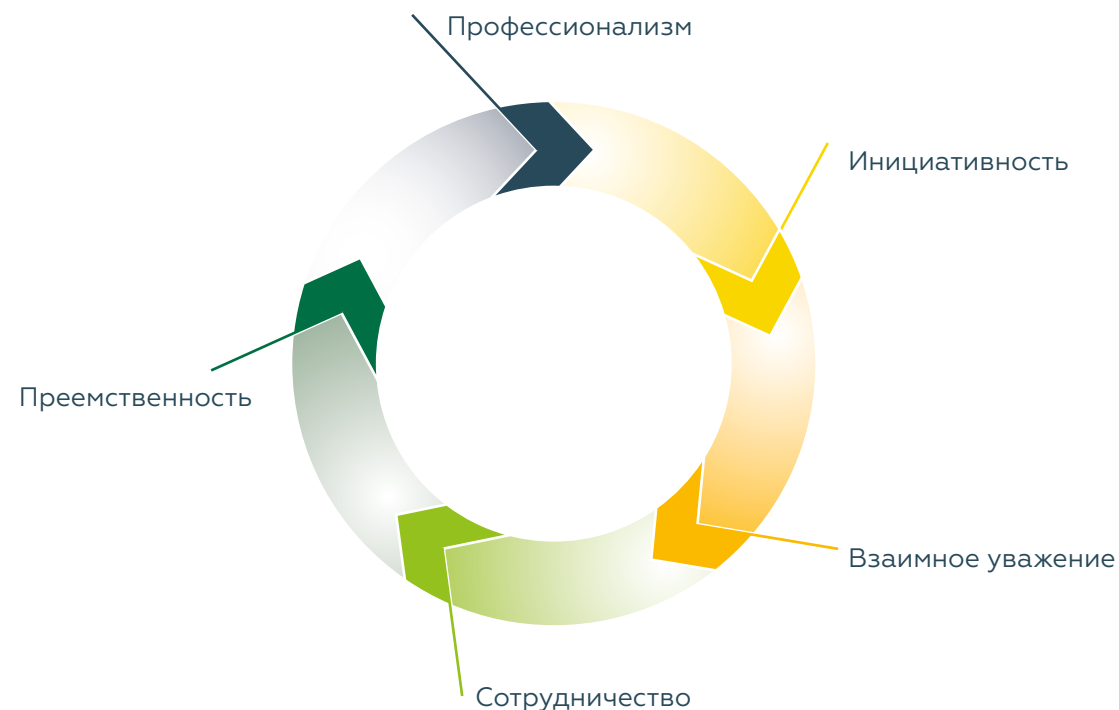 Профессионализм
Инициативность
Преемственность
Взаимное уважение
Сотрудничество